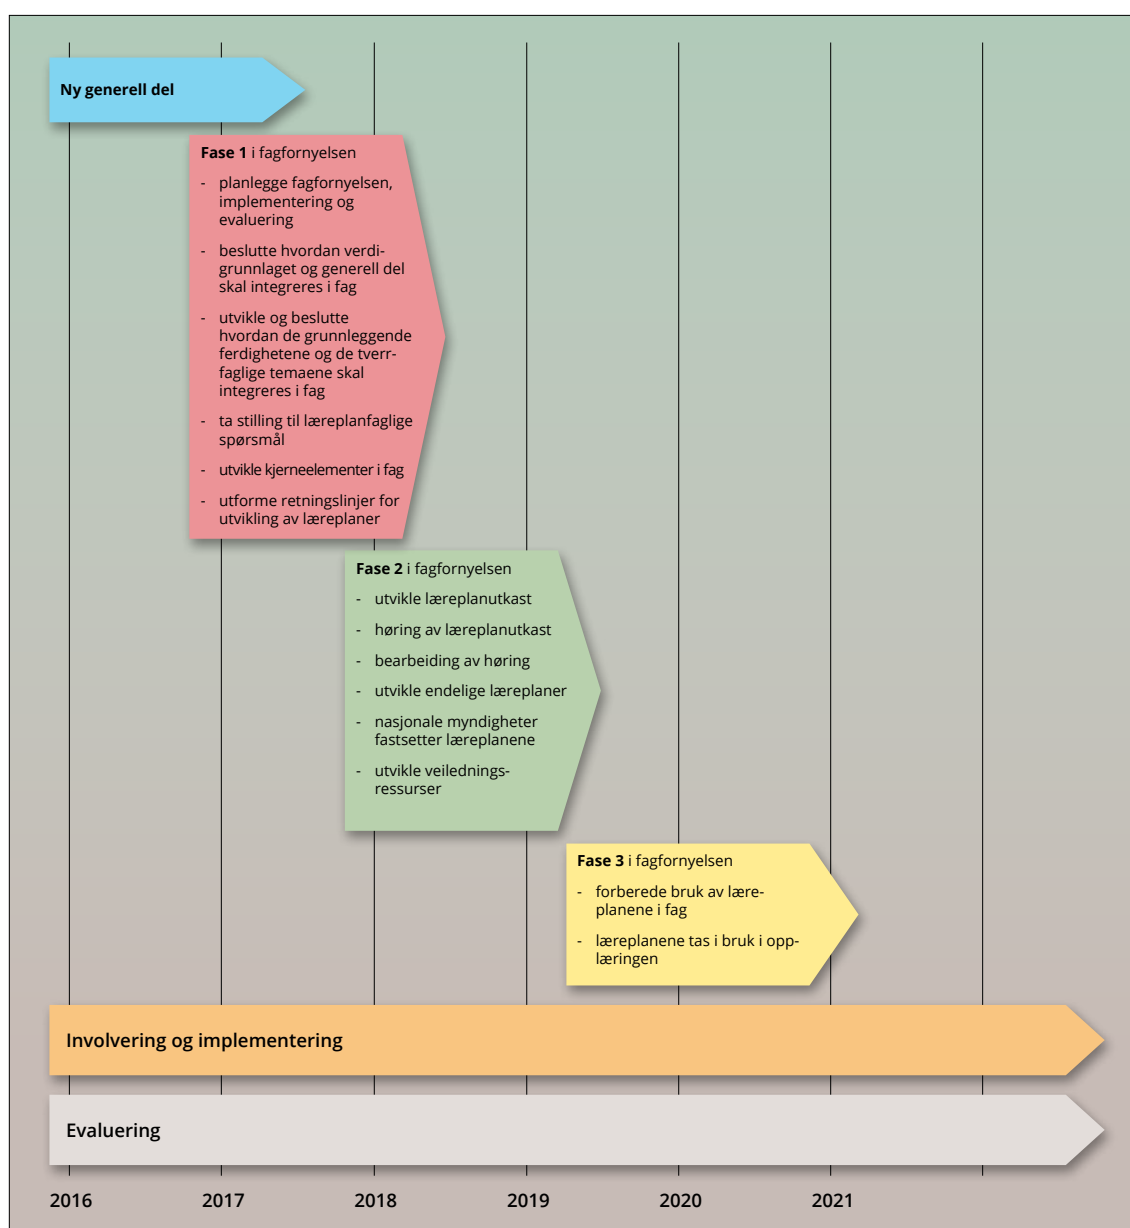 Ny generell del
Fase 1 i fagfornyelsen
- planlegge fagfornyelsen,
implementering og
evaluering
- beslutte hvordan verdi-
grunnlaget og generell del
skal integreres i fag
- utvikle og beslutte
hvordan de grunnleggende
ferdighetene og de tverr-
faglige temaene skal
integreres i fag
- ta stilling til læreplanfaglige
spørsmål
- utvikle kjerneelementer i fag
- utforme retningslinjer for
utvikling av læreplaner
Fase 2 i fagfornyelsen
- utvikle læreplanutkast
- høring av læreplanutkast
- bearbeiding av høring
- utvikle endelige læreplaner
- nasjonale myndigheter
fastsetter læreplanene
- utvikle veilednings-
ressurser
Fase 3 i fagfornyelsen
- forberede bruk av lære-
planene i fag
- læreplanene tas i bruk i opp-
læringen
Involvering og implementering
Evaluering
2016 2017 2018 2019 2020 2021